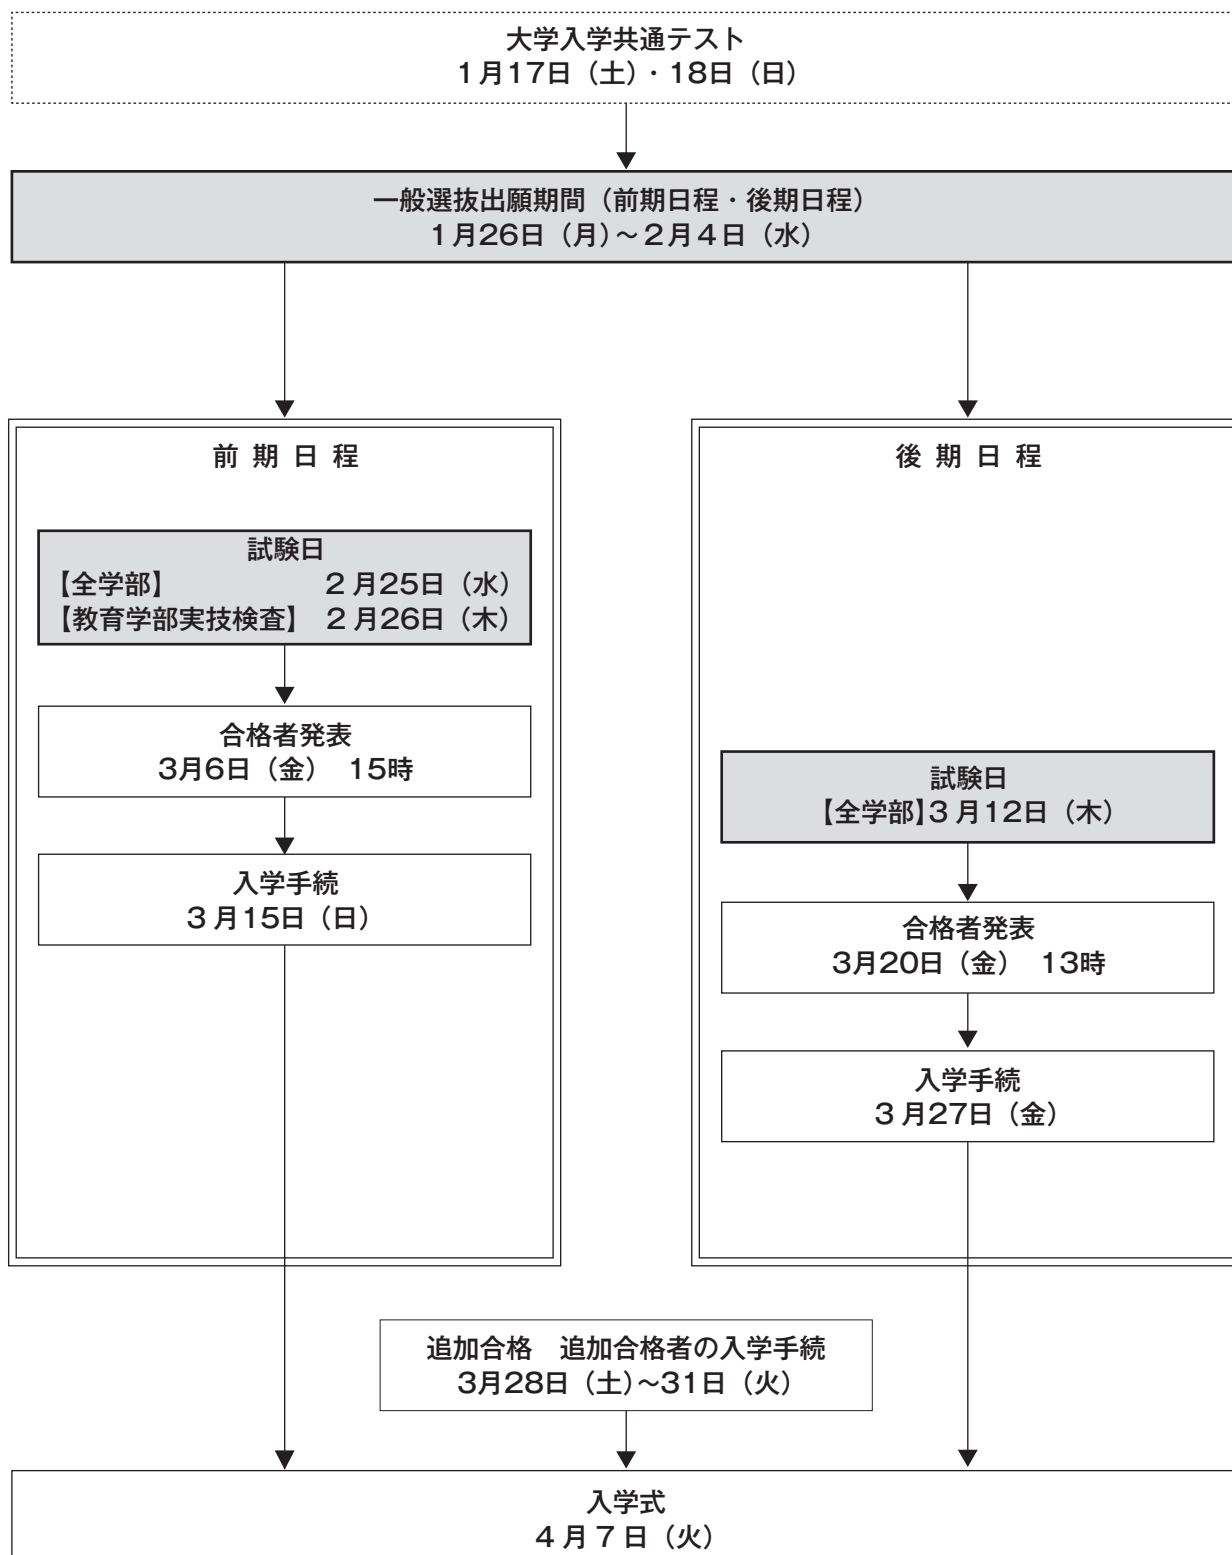 大学入学共通テスト
1月17日（土）・18日（日）
一般選抜出願期間（前期日程・後期日程）
1月26日（月）～2月4日（水）
前期日程
試験日
【全学部】 2月25日（水）
【教育学部実技検査】 2月26日（木）
合格者発表
3月6日（金） 15時
入学手続
3月15日（日）
後期日程
試験日
【全学部】3月12日（木）
合格者発表
3月20日（金） 13時
入学手続
3月27日（金）
追加合格　追加合格者の入学手続
3月28日（土）～31日（火）
入学式
4月7日（火）